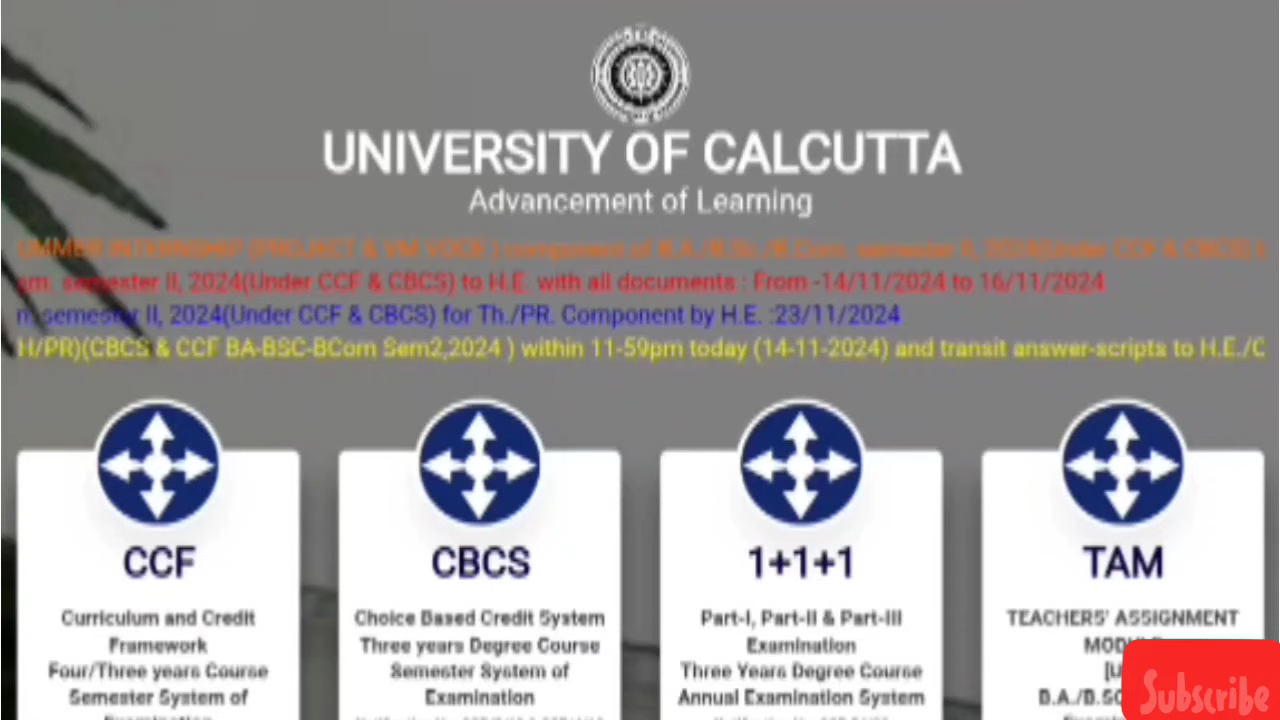 UNIVERSITY OF CALCUTTA
Advancement of Learning
UMMER INTERNSHIP (PROJECT & VM VOCE ) component of B.A./B.Sc./B.Com. semester II, 2024(Under CCF & CBCS)
om. semester II, 2024(Under CCF & CBCS) to H.E. with all documents : From -14/11/2024 to 16/11/2024
n. semester II, 2024(Under CCF & CBCS) for Th./PR. Component by H.E. :23/11/2024
H/PR)(CBCS & CCF BA-BSC-BCom Sem2,2024 ) within 11-59pm today (14-11-2024) and transit answer-scripts to H.E./C
CCF
Curriculum and Credit
Framework
Four/Three years Course
Semester System of
CBCS
Choice Based Credit System
Three years Degree Course
Semester System of
Examination
1+1+1
Part-I, Part-II & Part-III
Examination
Three Years Degree Course
Annual Examination System
TAM
TEACHERS' ASSIGNMENT
B.A./B.SC
Subscribe